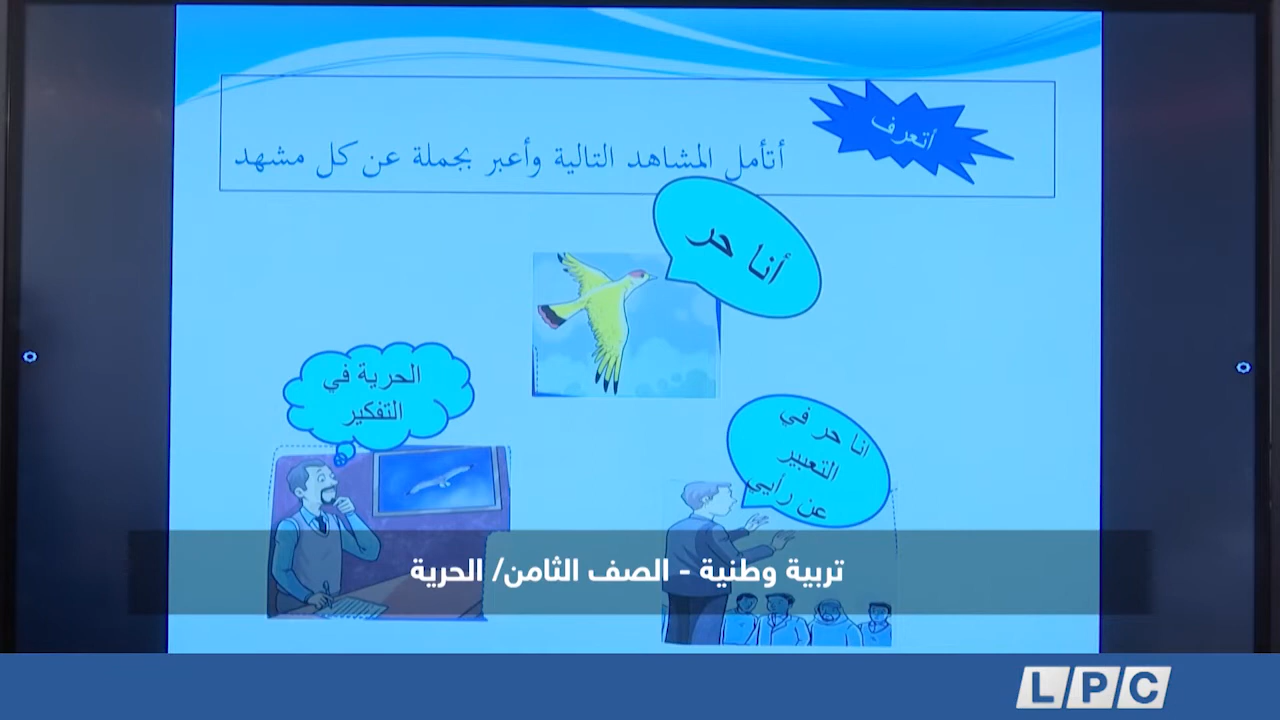 أتعرف
أتأمل المشاهد التالية وأعبر بجملة عن كل مشهد
أنا حر
الحرية في
التفكير
انا حر في
التعبير
عن رأيي
تربية وطنية - الصف الثامن/ الحرية
LPC